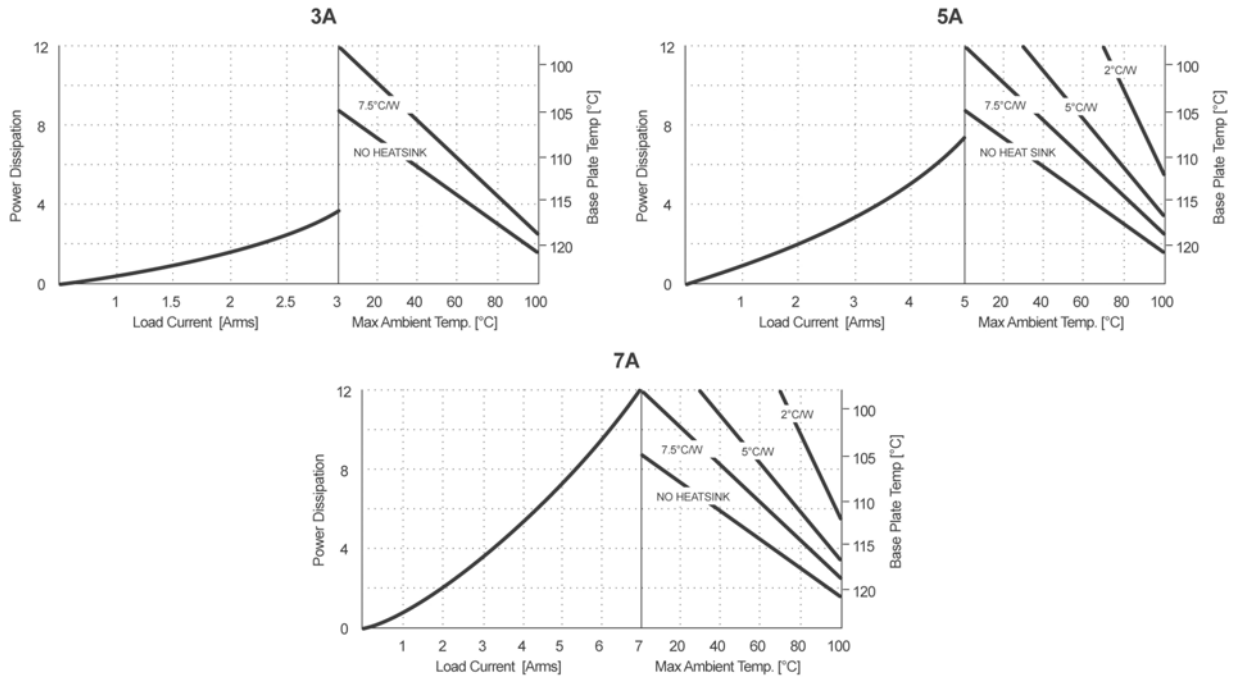 3A
12
8
4
0
Power Dissipation
7.5°C/W
NO HEATSINK
100
105
110
115
120
Base Plate Temp [°C]
1 1.5 2 2.5 3 20 40 60 80 100
Load Current [Arms] Max Ambient Temp. [°C]
5A
12
8
4
0
Power Dissipation
2°C/W
7.5°C/W
5°C/W
NO HEAT SINK
100
105
110
115
120
Base Plate Temp [°C]
1 2 3 4 5 20 40 60 80 100
Load Current [Arms] Max Ambient Temp. [°C]
7A
12
8
4
0
Power Dissipation
2°C/W
7.5°C/W
5°C/W
NO HEATSINK
100
105
110
115
120
Base Plate Temp [°C]
1 2 3 4 5 6 7 20 40 60 80 100
Load Current [Arms] Max Ambient Temp. [°C]